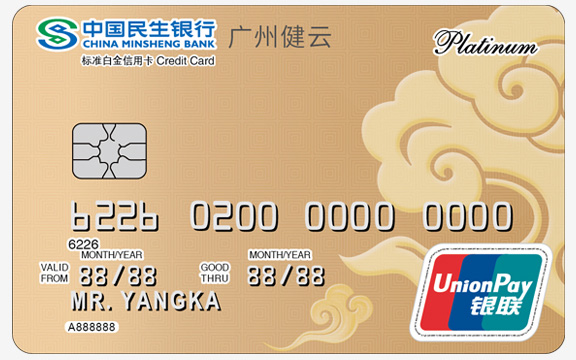 中国民生银行 广州健云 Platinum
CHINA MINSHENG BANK
标准白金信用卡 Credit Card
6226 0200 0000 0000
6226
MONTH/YEAR MONTH/YEAR
VALID FROM 88/88 GOOD THRU 88/88
MR. YANGKA
A888888
UnionPay
银联